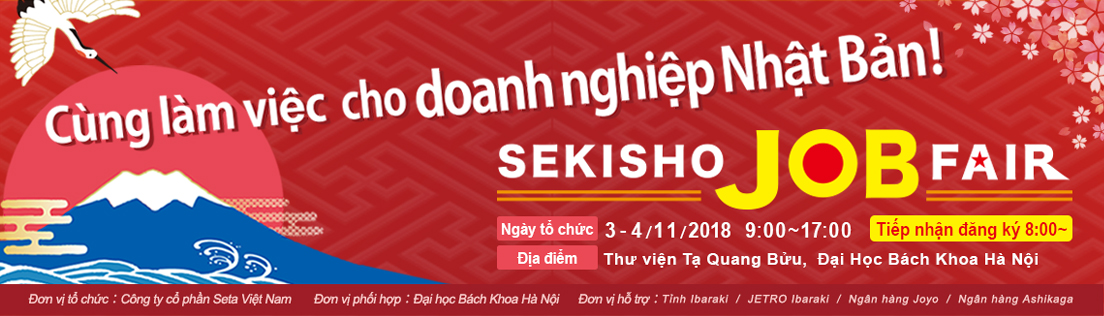 Cùng làm việc cho doanh nghiệp Nhật Bản!
SEKISHO JOB FAIR
Ngày tổ chức 3 - 4/11/2018 9:00~17:00 Tiếp nhận đăng ký 8:00~
Địa điểm Thư viện Tạ Quang Bửu, Đại Học Bách Khoa Hà Nội
Đơn vị tổ chức : Công ty cổ phần Seta Việt Nam Đơn vị phối hợp : Đại học Bách Khoa Hà Nội Đơn vị hỗ trợ : Tỉnh Ibaraki / JETRO Ibaraki / Ngân hàng Joyo / Ngân hàng Ashikaga